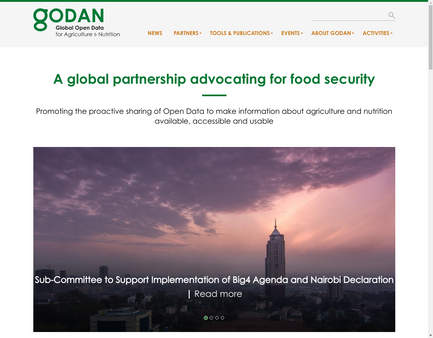 GODAN
Global Open Data
for Agriculture & Nutrition
NEWS PARTNERS TOOLS & PUBLICATIONS EVENTS ABOUT GODAN ACTIVITIES
A global partnership advocating for food security
Promoting the proactive sharing of Open Data to make information about agriculture and nutrition
available, accessible and usable
Sub-Committee to Support Implementation of Big4 Agenda and Nairobi Declaration
| Read more